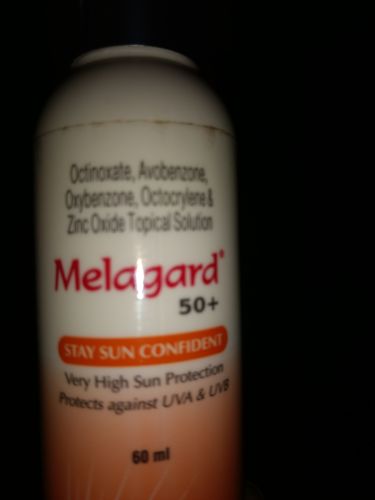 Octinoxate, Avobenzone,
Oxybenzone, Octocrylene &
Zinc Oxide Topical Solution
Melagard®
50+
STAY SUN CONFIDENT
Very High Sun Protection
Protects against UVA & UVB
60 ml